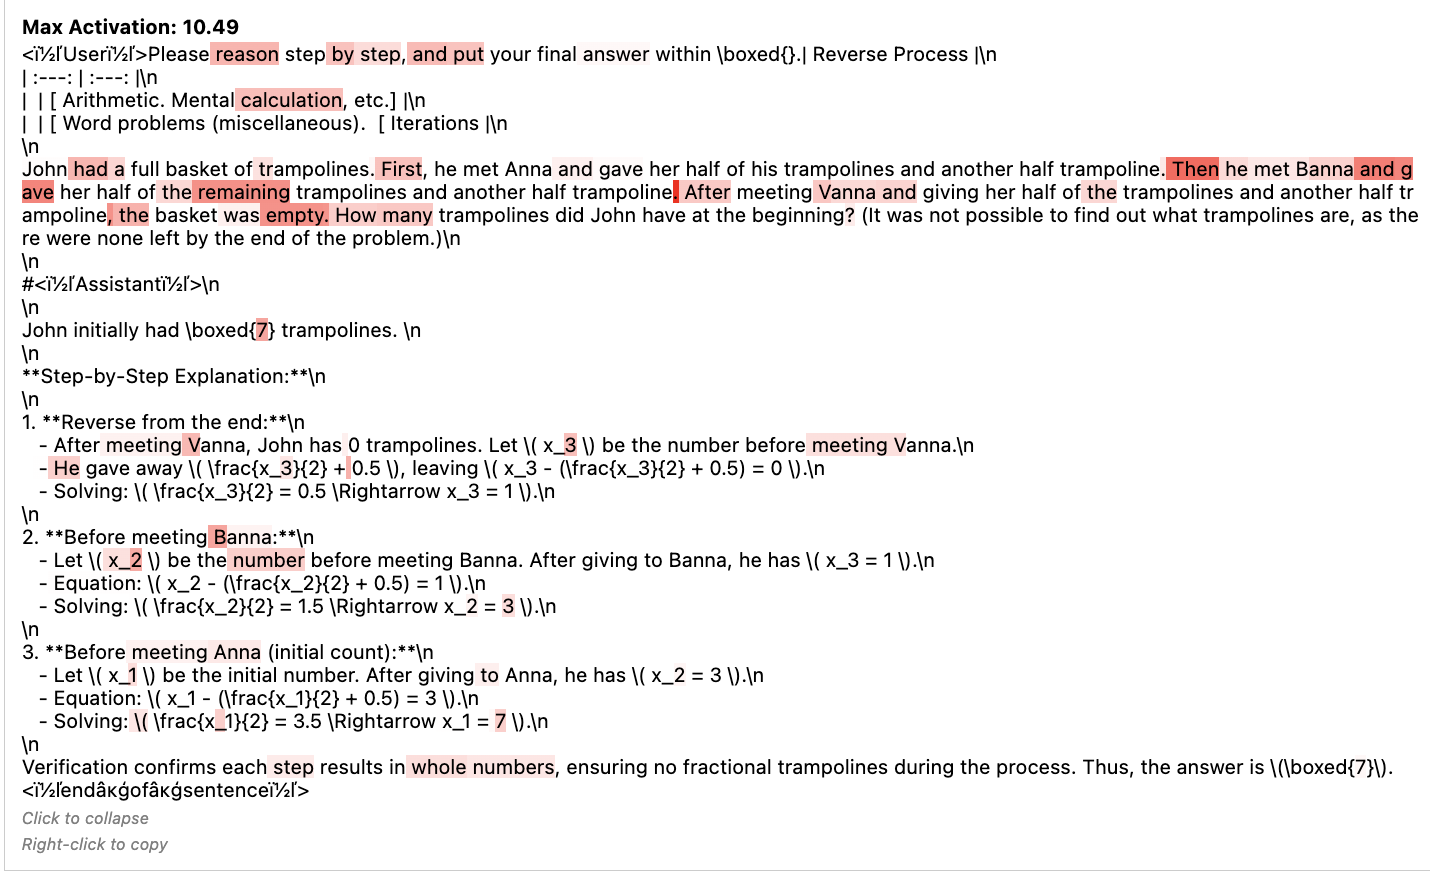 Max Activation: 10.49
<ï½ľUserï½ľ>Please reason step by step, and put your final answer within \boxed{}.| Reverse Process |\n
| :---: | :---: |\n
|  | [ Arithmetic. Mental calculation, etc.] |\n
|  | [ Word problems (miscellaneous).  [ Iterations |\n
\n
John had a full basket of trampolines. First, he met Anna and gave her half of his trampolines and another half trampoline. Then he met Banna and g
ave her half of the remaining trampolines and another half trampoline. After meeting Vanna and giving her half of the trampolines and another half tr
ampoline, the basket was empty. How many trampolines did John have at the beginning? (It was not possible to find out what trampolines are, as the
re were none left by the end of the problem.)\n
\n
#<ï½ľAssistantï½ľ>\n
\n
John initially had \boxed{7} trampolines. \n
\n
**Step-by-Step Explanation:**\n
\n
1. **Reverse from the end:**\n
   - After meeting Vanna, John has 0 trampolines. Let \( x_3 \) be the number before meeting Vanna.\n
   - He gave away \( \frac{x_3}{2} + 0.5 \), leaving \( x_3 - (\frac{x_3}{2} + 0.5) = 0 \).\n
   - Solving: \( \frac{x_3}{2} = 0.5 \Rightarrow x_3 = 1 \).\n
\n
2. **Before meeting Banna:**\n
   - Let \( x_2 \) be the number before meeting Banna. After giving to Banna, he has \( x_3 = 1 \).\n
   - Equation: \( x_2 - (\frac{x_2}{2} + 0.5) = 1 \).\n
   - Solving: \( \frac{x_2}{2} = 1.5 \Rightarrow x_2 = 3 \).\n
\n
3. **Before meeting Anna (initial count):**\n
   - Let \( x_1 \) be the initial number. After giving to Anna, he has \( x_2 = 3 \).\n
   - Equation: \( x_1 - (\frac{x_1}{2} + 0.5) = 3 \).\n
   - Solving: \( \frac{x_1}{2} = 3.5 \Rightarrow x_1 = 7 \).\n
\n
Verification confirms each step results in whole numbers, ensuring no fractional trampolines during the process. Thus, the answer is \(\boxed{7}\).
<ï½ľendâĸģofâĸģsentenceï½ľ>
Click to collapse
Right-click to copy